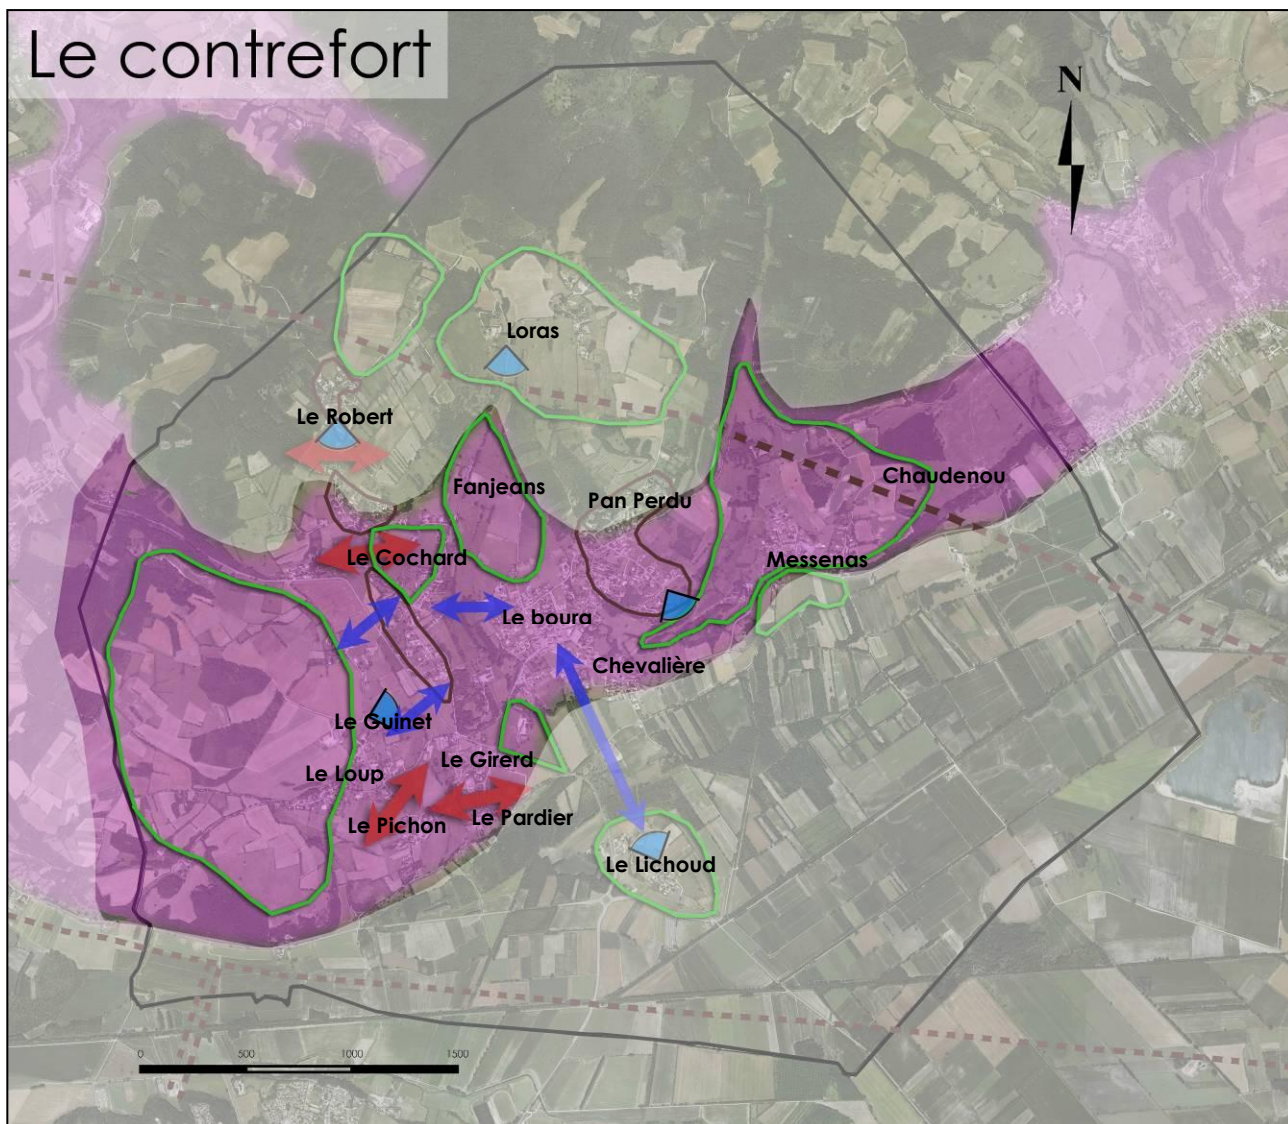 Le contrefort
N
Loras
Le Robert
Fanjeans
Pan Perdu
Chaudenou
Le Cochard
Messenas
Le boura
Chevalière
Le Guinet
Le Girerd
Le Loup
Le Pichon
Le Pardier
Le Lichoud
0 500 1000 1500